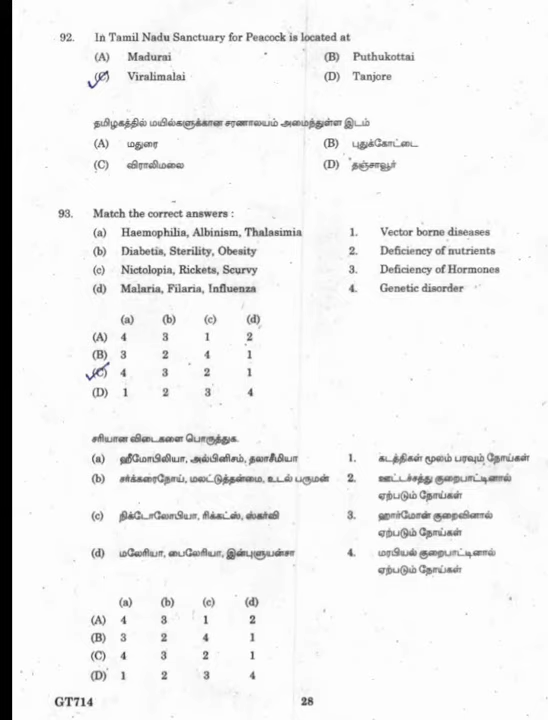 92. In Tamil Nadu Sanctuary for Peacock is located at
(A) Madurai (B) Puthukottai
(C) Viralimalai (D) Tanjore
தமிழகத்தில் மயில்களுக்கான சரணாலயம் அமைந்துள்ள இடம்
(A) மதுரை (B) புதுக்கோட்டை
(C) விராலிமலை (D) தஞ்சாவூர்
93. Match the correct answers :
(a) Haemophilia, Albinism, Thalasimia 1. Vector borne diseases
(b) Diabetis, Sterility, Obesity 2. Deficiency of nutrients
(c) Nictolopia, Rickets, Scurvy 3. Deficiency of Hormones
(d) Malaria, Filaria, Influenza 4. Genetic disorder
(a) (b) (c) (d)
(A) 4 3 1 2
(B) 3 2 4 1
(C) 4 3 2 1
(D) 1 2 3 4
சரியான விடைகளை பொருத்துக.
(a) ஹீமோபிலியா, அல்பினிசம், தலாசீமியா 1. கடத்திகள் மூலம் பரவும் நோய்கள்
(b) சர்க்கரைநோய், மலட்டுத்தன்மை, உடல் பருமன் 2. ஊட்டச்சத்து குறைபாட்டினால்
ஏற்படும் நோய்கள்
(c) நிக்டோலோபியா, ரிக்கட்ஸ், ஸ்கர்வி 3. ஹார்மோன் குறைவினால்
ஏற்படும் நோய்கள்
(d) மலேரியா, பைலேரியா, இன்புளுயன்சா 4. மரபியல் குறைபாட்டினால்
ஏற்படும் நோய்கள்
(a) (b) (c) (d)
(A) 4 3 1 2
(B) 3 2 4 1
(C) 4 3 2 1
(D) 1 2 3 4
GT714 28